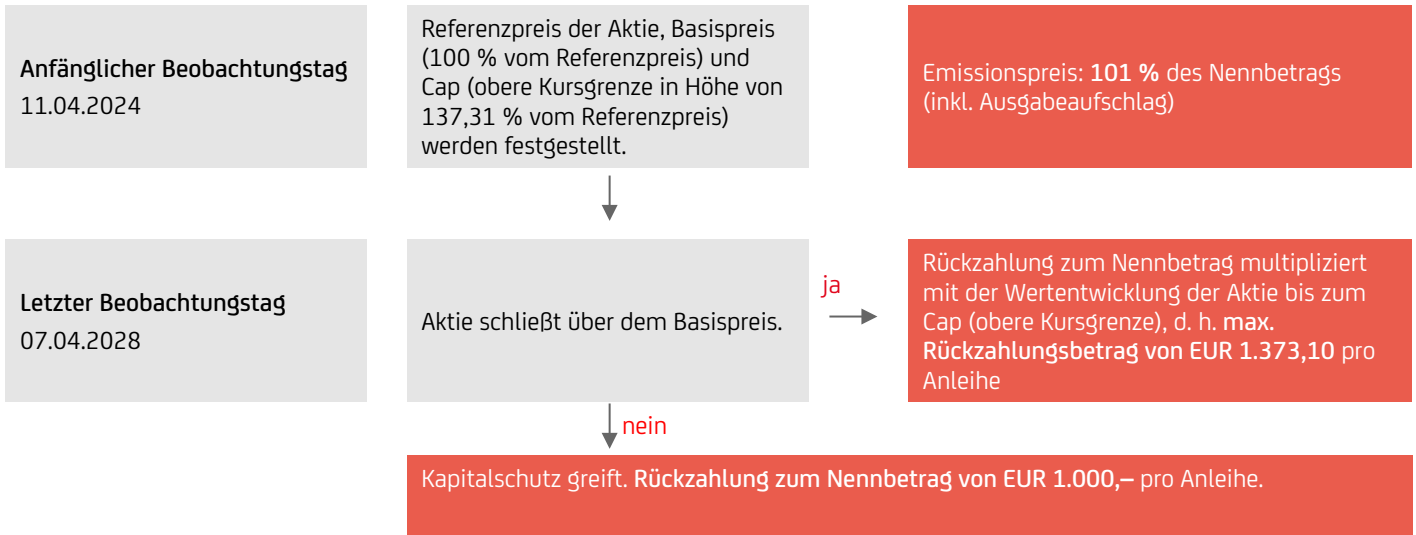 Anfänglicher Beobachtungstag
11.04.2024
Referenzpreis der Aktie, Basispreis
(100 % vom Referenzpreis) und
Cap (obere Kursgrenze in Höhe von
137,31 % vom Referenzpreis)
werden festgestellt.
Emissionspreis: 101 % des Nennbetrags
(inkl. Ausgabeaufschlag)
Letzter Beobachtungstag
07.04.2028
Aktie schließt über dem Basispreis.
ja
Rückzahlung zum Nennbetrag multipliziert
mit der Wertentwicklung der Aktie bis zum
Cap (obere Kursgrenze), d. h. max.
Rückzahlungsbetrag von EUR 1.373,10 pro
Anleihe
nein
Kapitalschutz greift. Rückzahlung zum Nennbetrag von EUR 1.000,– pro Anleihe.